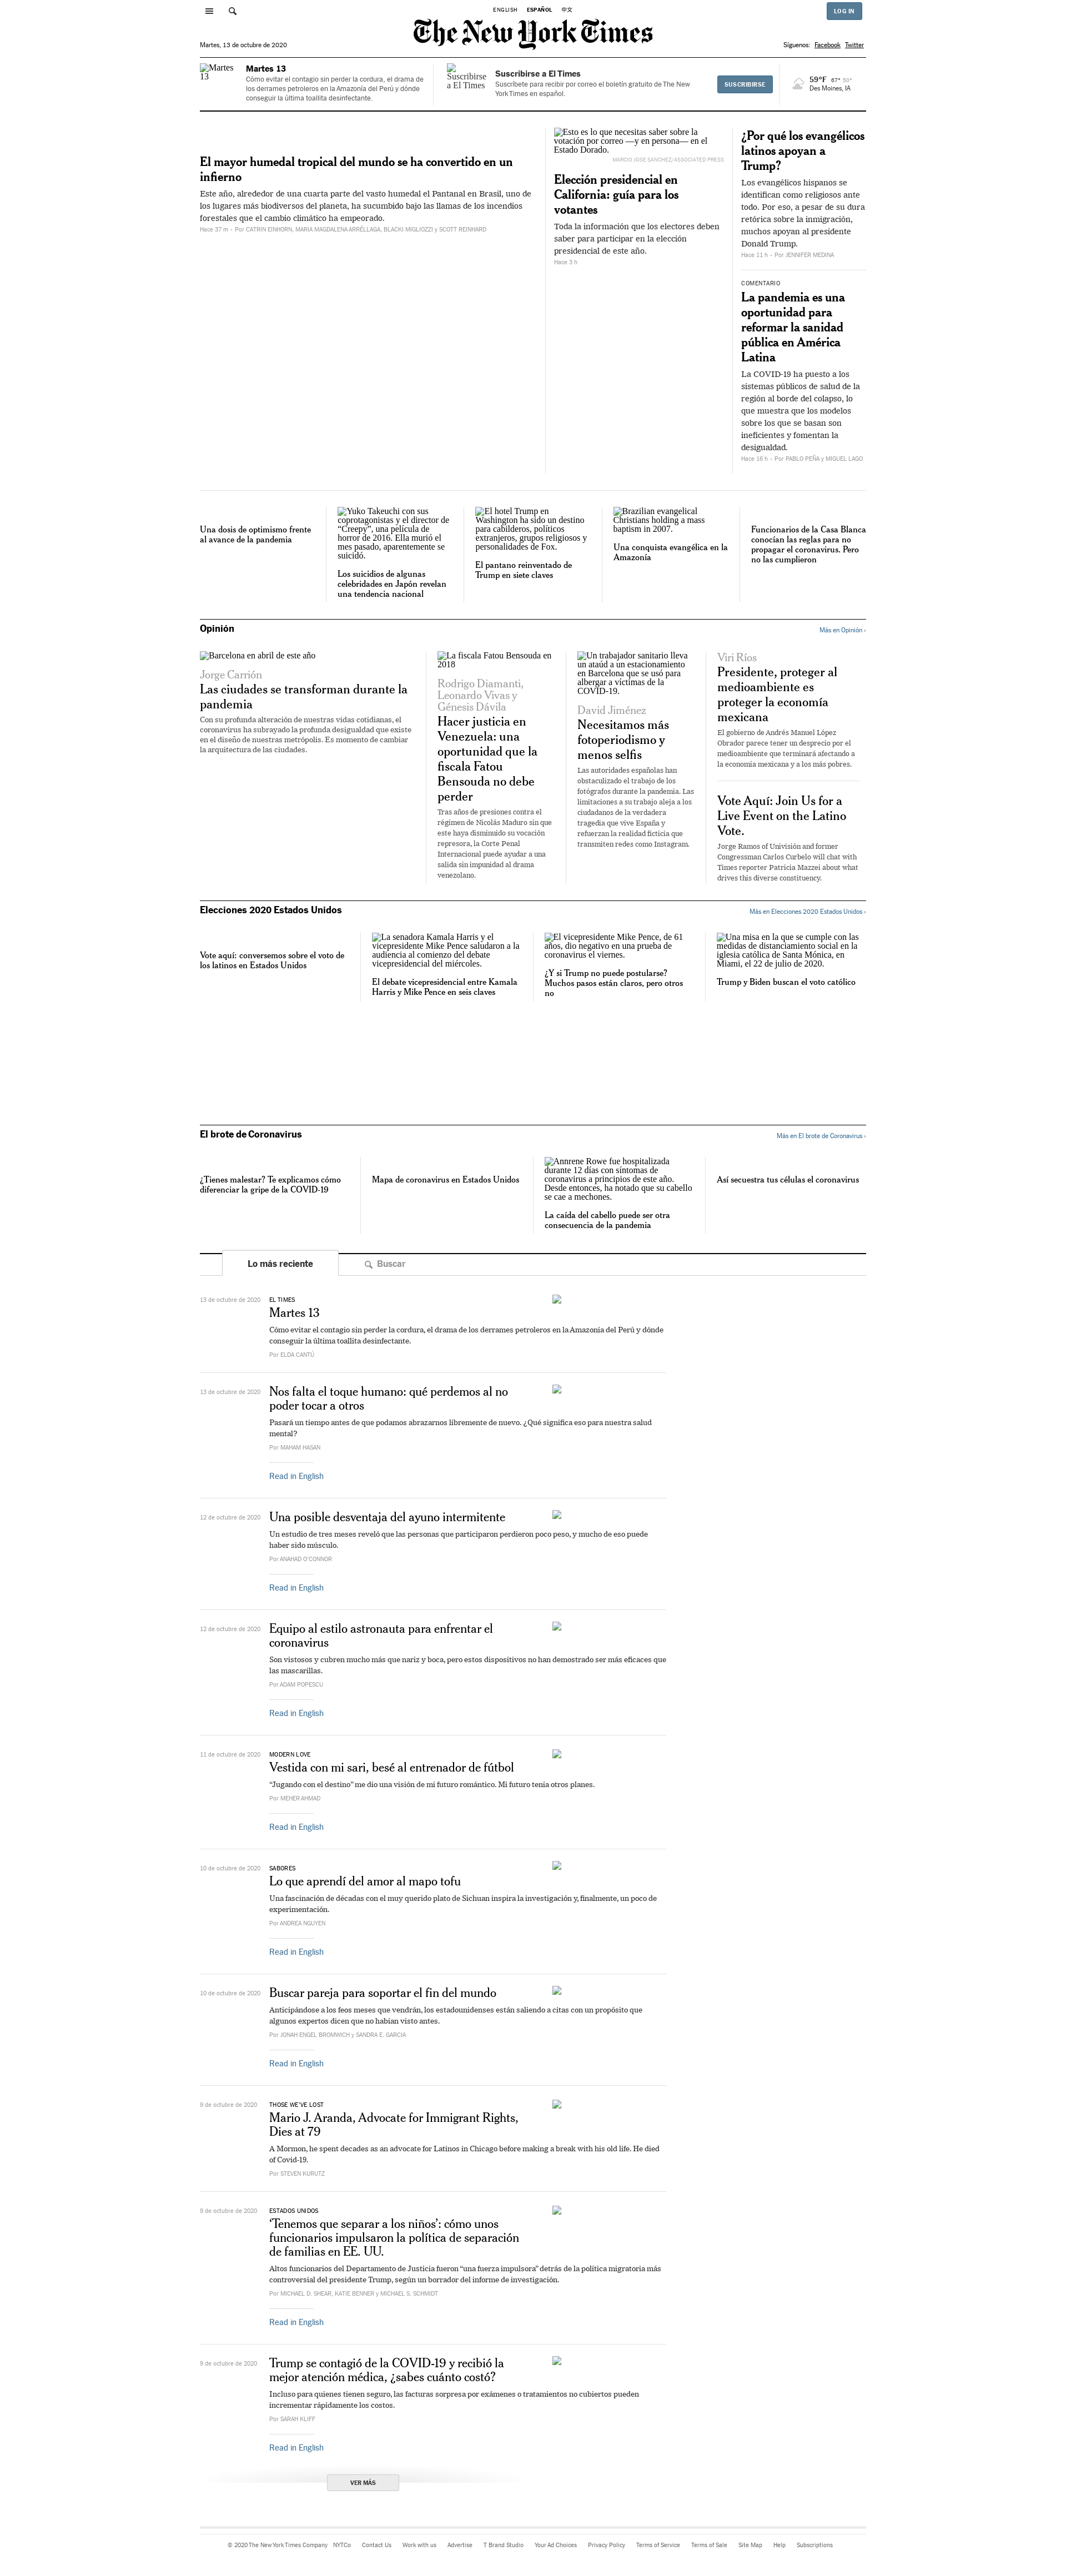 ENGLISH ESPAÑOL 中文
LOG IN
The New York Times
Martes, 13 de octubre de 2020
Síguenos: Facebook Twitter
Martes 13
Martes 13
Cómo evitar el contagio sin perder la cordura, el drama de
los derrames petroleros en la Amazonía del Perú y dónde
conseguir la última toallita desinfectante.
Suscribirse a El Times
Suscribirse a El Times
Suscríbete para recibir por correo el boletín gratuito de The New
York Times en español.
SUSCRIBIRSE
59°F 67° 50°
Des Moines, IA
El mayor humedal tropical del mundo se ha convertido en un
infierno
Este año, alrededor de una cuarta parte del vasto humedal el Pantanal en Brasil, uno de
los lugares más biodiversos del planeta, ha sucumbido bajo las llamas de los incendios
forestales que el cambio climático ha empeorado.
Hace 37 m - Por CATRIN EINHORN, MARIA MAGDALENA ARRÉLLAGA, BLACKI MIGLIOZZI y SCOTT REINHARD
Esto es lo que necesitas saber sobre la
votación por correo —y en persona— en el
Estado Dorado.
MARCIO JOSE SANCHEZ/ASSOCIATED PRESS
Elección presidencial en
California: guía para los
votantes
Toda la información que los electores deben
saber para participar en la elección
presidencial de este año.
Hace 3 h
¿Por qué los evangélicos
latinos apoyan a
Trump?
Los evangélicos hispanos se
identifican como religiosos ante
todo. Por eso, a pesar de su dura
retórica sobre la inmigración,
muchos apoyan al presidente
Donald Trump.
Hace 11 h - Por JENNIFER MEDINA
COMENTARIO
La pandemia es una
oportunidad para
reformar la sanidad
pública en América
Latina
La COVID-19 ha puesto a los
sistemas públicos de salud de la
región al borde del colapso, lo
que muestra que los modelos
sobre los que se basan son
ineficientes y fomentan la
desigualdad.
Hace 16 h - Por PABLO PEÑA y MIGUEL LAGO
Una dosis de optimismo frente
al avance de la pandemia
Yuko Takeuchi con sus
coprotagonistas y el director de
“Creepy”, una película de
horror de 2016. Ella murió el
mes pasado, aparentemente se
suicidó.
Los suicidios de algunas
celebridades en Japón revelan
una tendencia nacional
El hotel Trump en
Washington ha sido un destino
para cabilderos, políticos
extranjeros, grupos religiosos y
personalidades de Fox.
El pantano reinventado de
Trump en siete claves
Brazilian evangelical
Christians holding a mass
baptism in 2007.
Una conquista evangélica en la
Amazonía
Funcionarios de la Casa Blanca
conocían las reglas para no
propagar el coronavirus. Pero
no las cumplieron
Opinión
Más en Opinión ›
Barcelona en abril de este año
Jorge Carrión
Las ciudades se transforman durante la
pandemia
Con su profunda alteración de nuestras vidas cotidianas, el
coronavirus ha subrayado la profunda desigualdad que existe
en el diseño de nuestras metrópolis. Es momento de cambiar
la arquitectura de las ciudades.
La fiscala Fatou Bensouda en
2018
Rodrigo Diamanti,
Leonardo Vivas y
Génesis Dávila
Hacer justicia en
Venezuela: una
oportunidad que la
fiscala Fatou
Bensouda no debe
perder
Tras años de presiones contra el
régimen de Nicolás Maduro sin que
este haya disminuido su vocación
represora, la Corte Penal
Internacional puede ayudar a una
salida sin impunidad al drama
venezolano.
Un trabajador sanitario lleva
un ataúd a un estacionamiento
en Barcelona que se usó para
albergar a víctimas de la
COVID-19.
David Jiménez
Necesitamos más
fotoperiodismo y
menos selfis
Las autoridades españolas han
obstaculizado el trabajo de los
fotógrafos durante la pandemia. Las
limitaciones a su trabajo aleja a los
ciudadanos de la verdadera
tragedia que vive España y
refuerzan la realidad ficticia que
transmiten redes como Instagram.
Viri Ríos
Presidente, proteger al
medioambiente es
proteger la economía
mexicana
El gobierno de Andrés Manuel López
Obrador parece tener un desprecio por el
medioambiente que terminará afectando a
la economía mexicana y a los más pobres.
Vote Aquí: Join Us for a
Live Event on the Latino
Vote.
Jorge Ramos of Univisión and former
Congressman Carlos Curbelo will chat with
Times reporter Patricia Mazzei about what
drives this diverse constituency.
Elecciones 2020 Estados Unidos
Más en Elecciones 2020 Estados Unidos ›
Vote aquí: conversemos sobre el voto de
los latinos en Estados Unidos
La senadora Kamala Harris y el
vicepresidente Mike Pence saludaron a la
audiencia al comienzo del debate
vicepresidencial del miércoles.
El debate vicepresidencial entre Kamala
Harris y Mike Pence en seis claves
El vicepresidente Mike Pence, de 61
años, dio negativo en una prueba de
coronavirus el viernes.
¿Y si Trump no puede postularse?
Muchos pasos están claros, pero otros
no
Una misa en la que se cumple con las
medidas de distanciamiento social en la
iglesia católica de Santa Mónica, en
Miami, el 22 de julio de 2020.
Trump y Biden buscan el voto católico
El brote de Coronavirus
Más en El brote de Coronavirus ›
¿Tienes malestar? Te explicamos cómo
diferenciar la gripe de la COVID-19
Mapa de coronavirus en Estados Unidos
Annrene Rowe fue hospitalizada
durante 12 días con síntomas de
coronavirus a principios de este año.
Desde entonces, ha notado que su cabello
se cae a mechones.
La caída del cabello puede ser otra
consecuencia de la pandemia
Así secuestra tus células el coronavirus
Lo más reciente
Buscar
13 de octubre de 2020
EL TIMES
Martes 13
Cómo evitar el contagio sin perder la cordura, el drama de los derrames petroleros en la Amazonía del Perú y dónde
conseguir la última toallita desinfectante.
Por ELDA CANTÚ
13 de octubre de 2020
Nos falta el toque humano: qué perdemos al no
poder tocar a otros
Pasará un tiempo antes de que podamos abrazarnos libremente de nuevo. ¿Qué significa eso para nuestra salud
mental?
Por MAHAM HASAN
Read in English
12 de octubre de 2020
Una posible desventaja del ayuno intermitente
Un estudio de tres meses reveló que las personas que participaron perdieron poco peso, y mucho de eso puede
haber sido músculo.
Por ANAHAD O'CONNOR
Read in English
12 de octubre de 2020
Equipo al estilo astronauta para enfrentar el
coronavirus
Son vistosos y cubren mucho más que nariz y boca, pero estos dispositivos no han demostrado ser más eficaces que
las mascarillas.
Por ADAM POPESCU
Read in English
11 de octubre de 2020
MODERN LOVE
Vestida con mi sari, besé al entrenador de fútbol
“Jugando con el destino” me dio una visión de mi futuro romántico. Mi futuro tenía otros planes.
Por MEHER AHMAD
Read in English
10 de octubre de 2020
SABORES
Lo que aprendí del amor al mapo tofu
Una fascinación de décadas con el muy querido plato de Sichuan inspira la investigación y, finalmente, un poco de
experimentación.
Por ANDREA NGUYEN
Read in English
10 de octubre de 2020
Buscar pareja para soportar el fin del mundo
Anticipándose a los feos meses que vendrán, los estadounidenses están saliendo a citas con un propósito que
algunos expertos dicen que no habían visto antes.
Por JONAH ENGEL BROMWICH y SANDRA E. GARCIA
Read in English
9 de octubre de 2020
THOSE WE'VE LOST
Mario J. Aranda, Advocate for Immigrant Rights,
Dies at 79
A Mormon, he spent decades as an advocate for Latinos in Chicago before making a break with his old life. He died
of Covid-19.
Por STEVEN KURUTZ
9 de octubre de 2020
ESTADOS UNIDOS
‘Tenemos que separar a los niños’: cómo unos
funcionarios impulsaron la política de separación
de familias en EE. UU.
Altos funcionarios del Departamento de Justicia fueron “una fuerza impulsora” detrás de la política migratoria más
controversial del presidente Trump, según un borrador del informe de investigación.
Por MICHAEL D. SHEAR, KATIE BENNER y MICHAEL S. SCHMIDT
Read in English
9 de octubre de 2020
Trump se contagió de la COVID-19 y recibió la
mejor atención médica, ¿sabes cuánto costó?
Incluso para quienes tienen seguro, las facturas sorpresa por exámenes o tratamientos no cubiertos pueden
incrementar rápidamente los costos.
Por SARAH KLIFF
Read in English
VER MÁS
© 2020 The New York Times Company NYTCo Contact Us Work with us Advertise T Brand Studio Your Ad Choices Privacy Policy Terms of Service Terms of Sale Site Map Help Subscriptions